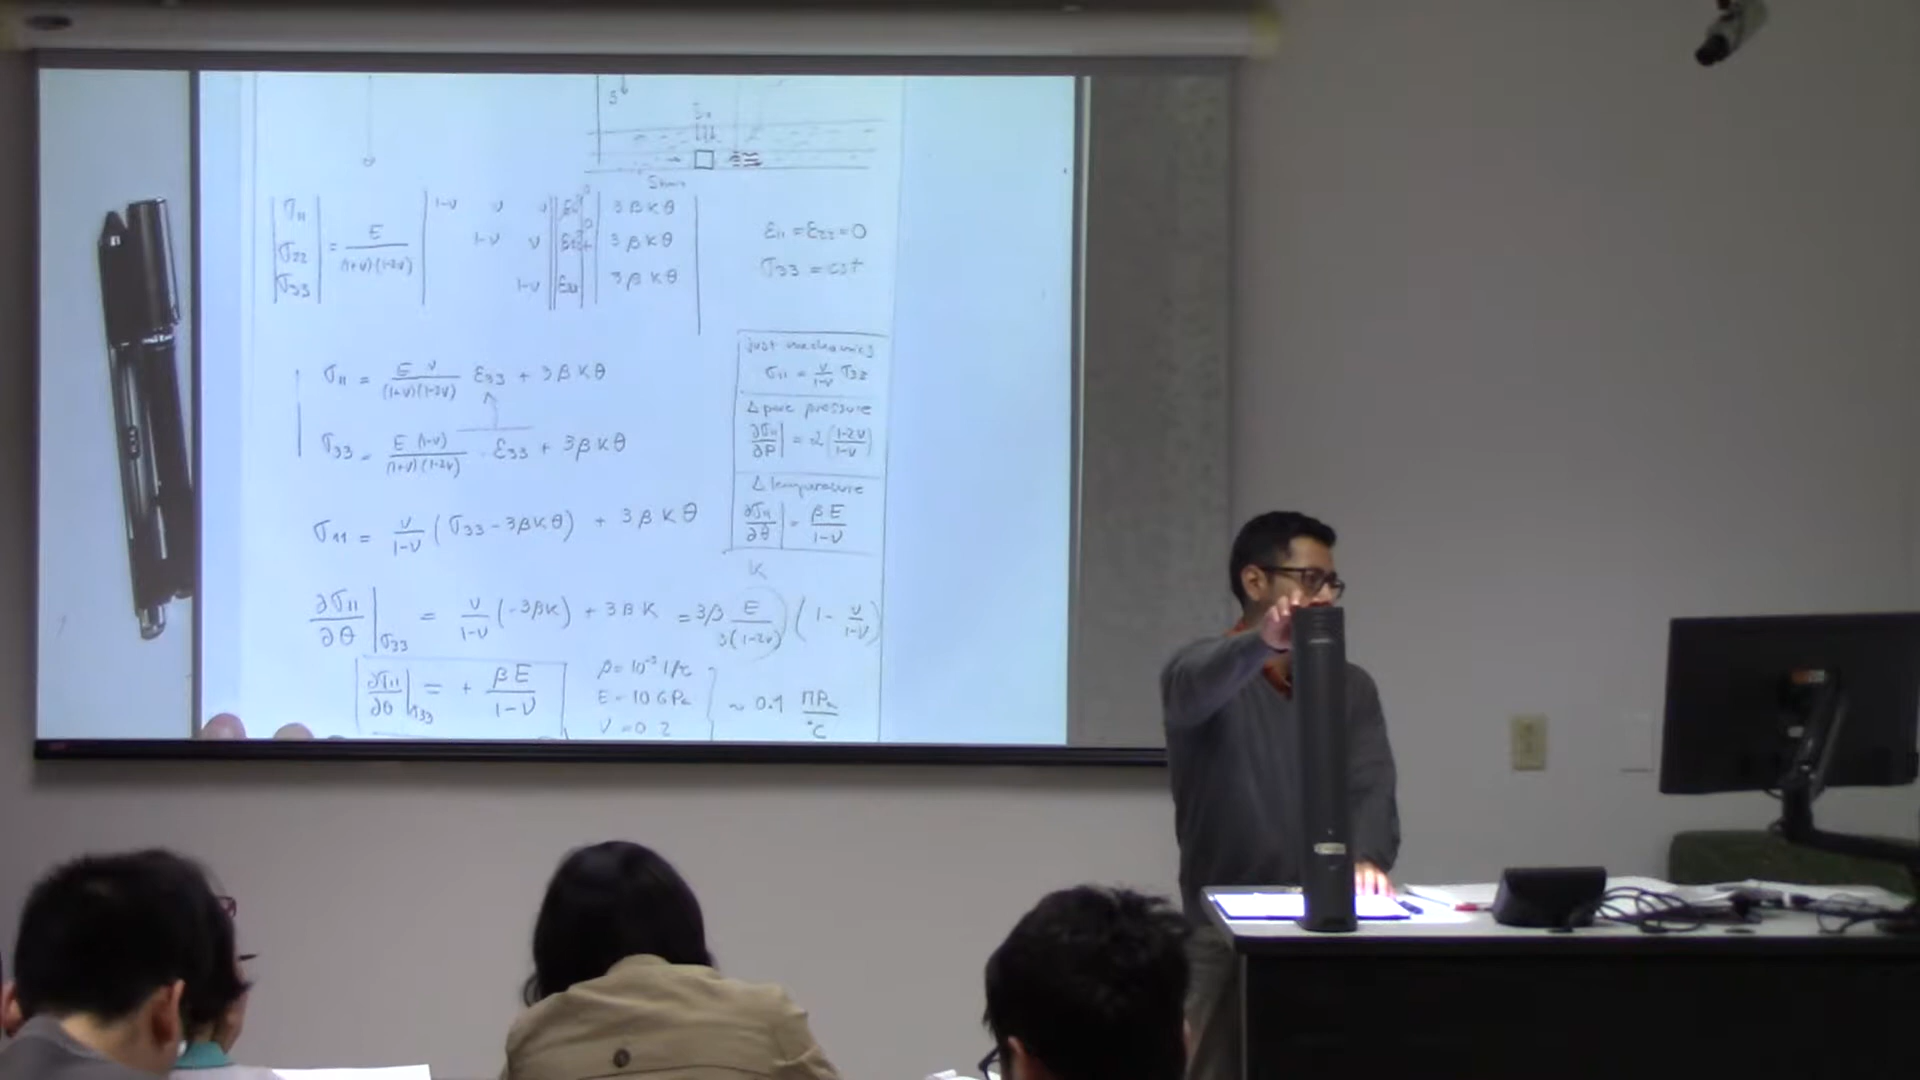 S
Sv
Strain
σ₁₁ 1-ν ν ν ε₁₁ 0 3βKθ
σ₂₂ = E/((1+ν)(1-2ν)) 1-ν ν ε₂₂ 0 + 3βKθ
σ₃₃ 1-ν ε₃₃ 3βKθ
ε₁₁ = ε₂₂ = 0
σ₃₃ = cst
σ₁₁ = E ν/((1+ν)(1-2ν)) ε₃₃ + 3βKθ
σ₃₃ = E (1-ν)/((1+ν)(1-2ν)) · ε₃₃ + 3βKθ
σ₁₁ = ν/(1-ν) (σ₃₃ - 3βKθ) + 3βKθ
just mechanics
σ₁₁ = ν/(1-ν) σ₃₃
Δ pore pressure
∂σ₁₁/∂P| = α (1-2ν)/(1-ν)
Δ temperature
∂σ₁₁/∂θ| = βE/(1-ν)
K
∂σ₁₁/∂θ|σ₃₃ = ν/(1-ν) (-3βK) + 3βK = 3β E/(3(1-2ν)) (1 - ν/(1-ν))
∂σ₁₁/∂θ|σ₃₃ = + βE/(1-ν)
β = 10⁻⁵ 1/°C
E = 10 GPa
ν = 0.2
~ 0.1 MPa/°C